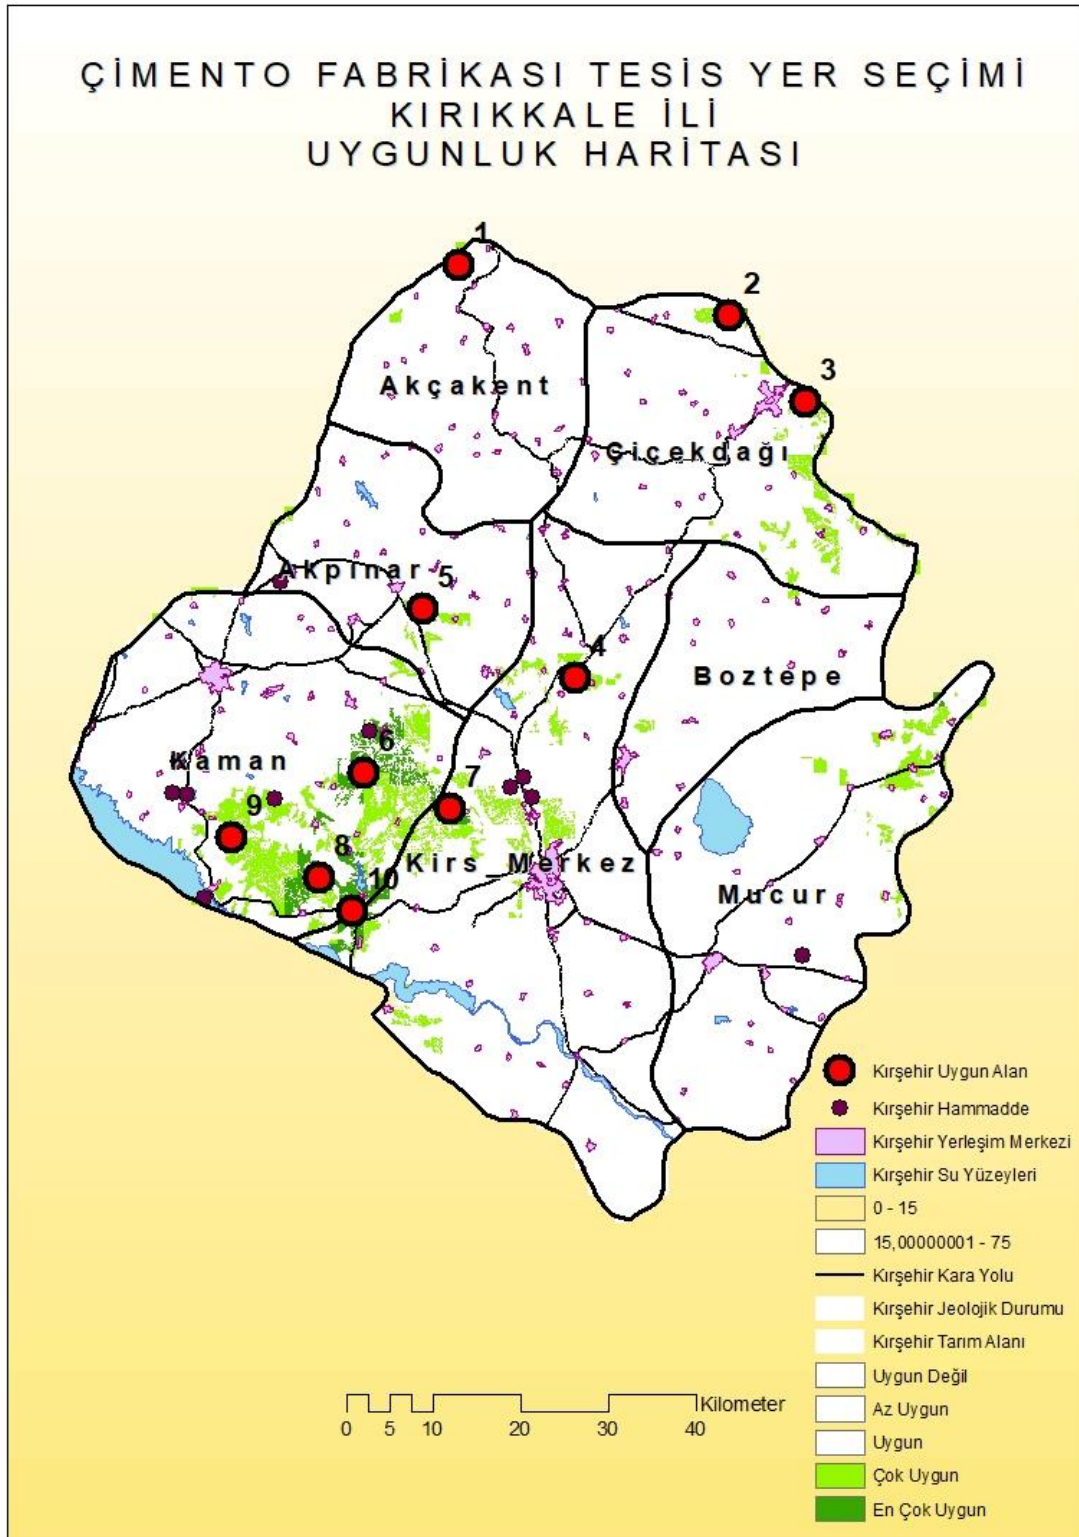 ÇİMENTO FABRİKASI TESİS YER SEÇİMİ
KIRIKKALE İLİ
UYGUNLUK HARİTASI
1
2
3
Akçakent
Çiçekdağı
Akpınar
5
4
Boztepe
6
Kaman
7
9
8
Kirs_Merkez
10
Mucur
Kırşehir Uygun Alan
Kırşehir Hammadde
Kırşehir Yerleşim Merkezi
Kırşehir Su Yüzeyleri
0 - 15
15,00000001 - 75
Kırşehir Kara Yolu
Kırşehir Jeolojik Durumu
Kırşehir Tarım Alanı
Uygun Değil
Az Uygun
Uygun
Çok Uygun
En Çok Uygun
Kilometer
0 5 10 20 30 40